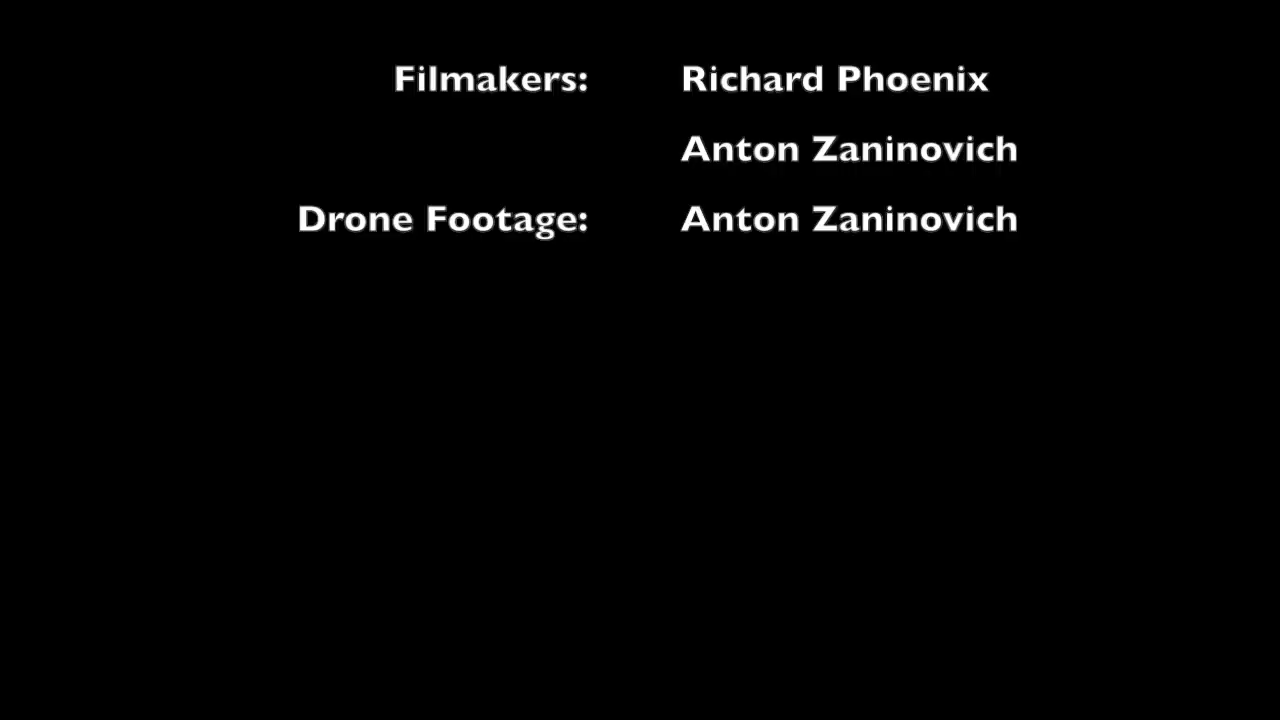 Filmakers: Richard Phoenix
Anton Zaninovich
Drone Footage: Anton Zaninovich